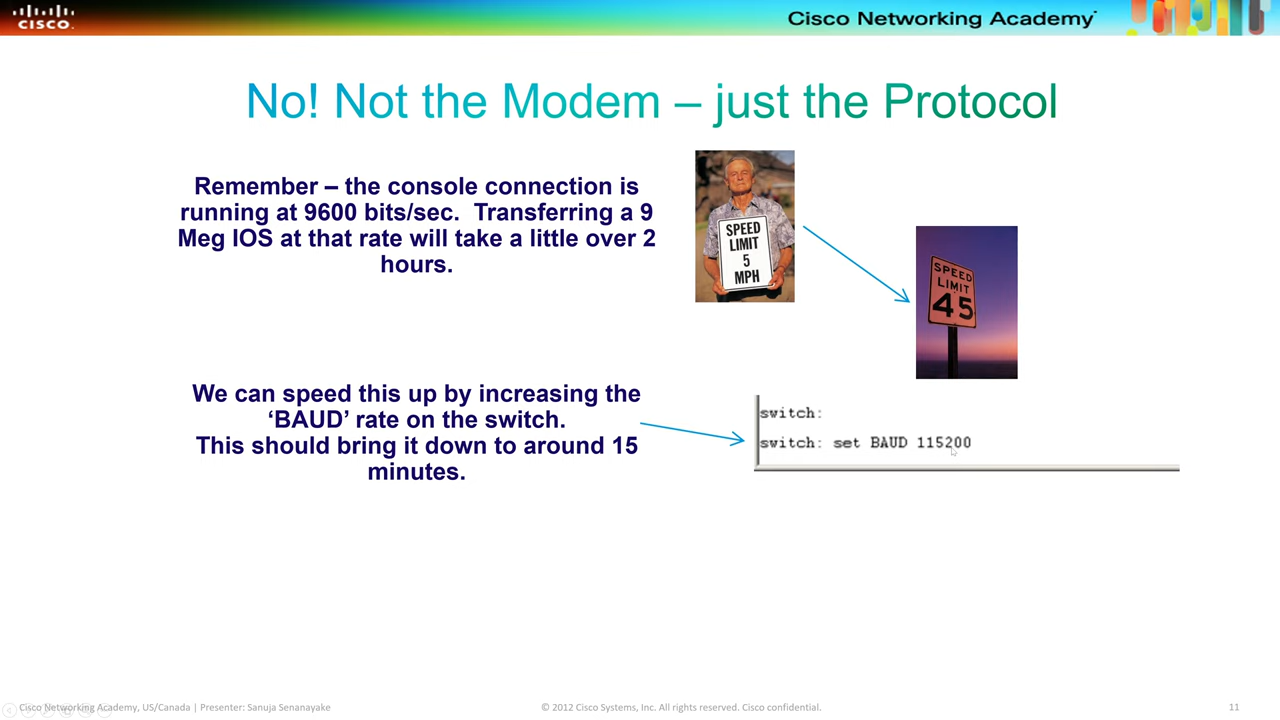 CISCO.
Cisco Networking Academy
No! Not the Modem – just the Protocol
Remember – the console connection is
running at 9600 bits/sec. Transferring a 9
Meg IOS at that rate will take a little over 2
hours.
SPEED
LIMIT
5
MPH
SPEED
LIMIT
45
We can speed this up by increasing the
‘BAUD’ rate on the switch.
This should bring it down to around 15
minutes.
switch:
switch: set BAUD 115200
Cisco Networking Academy, US/Canada | Presenter: Sanuja Senanayake
© 2012 Cisco Systems, Inc. All rights reserved. Cisco confidential.
11